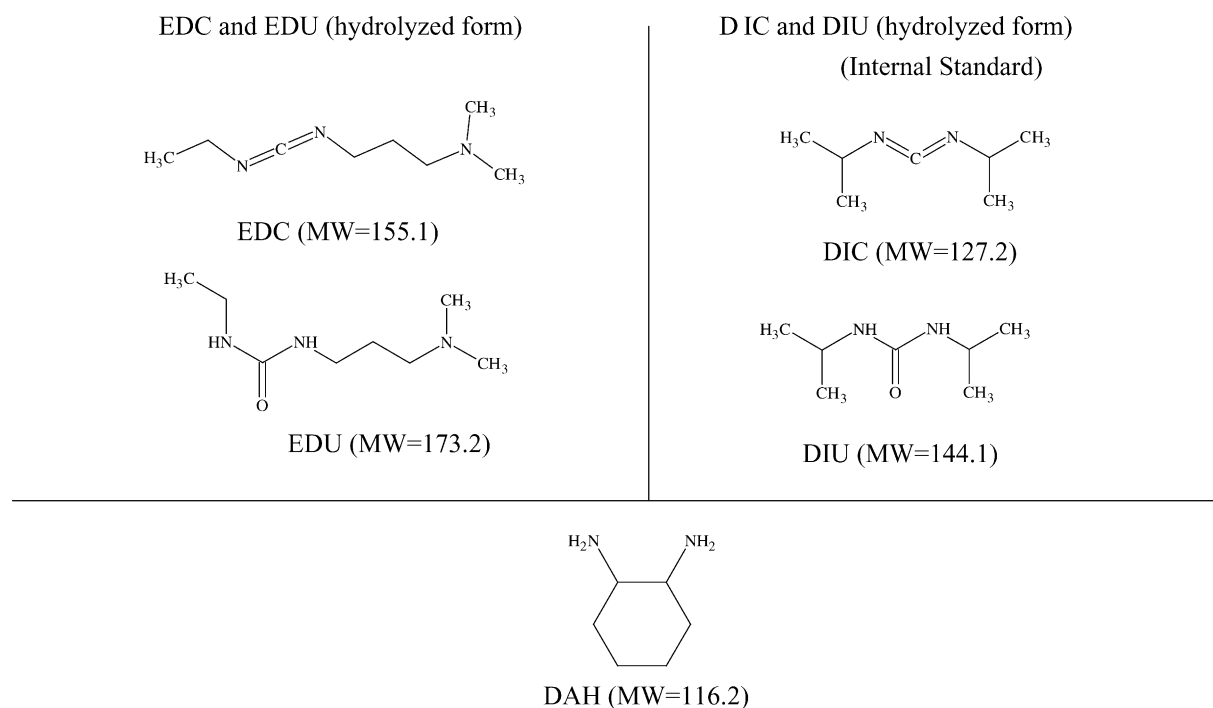 EDC and EDU (hydrolyzed form)
CH₃
N
C
H₃C
N
N
CH₃
EDC (MW=155.1)
H₃C
CH₃
HN
NH
N
CH₃
O
EDU (MW=173.2)
D IC and DIU (hydrolyzed form)
(Internal Standard)
H₃C
N
N
CH₃
C
CH₃
CH₃
DIC (MW=127.2)
H₃C
NH
NH
CH₃
CH₃
O
CH₃
DIU (MW=144.1)
H₂N
NH₂
DAH (MW=116.2)